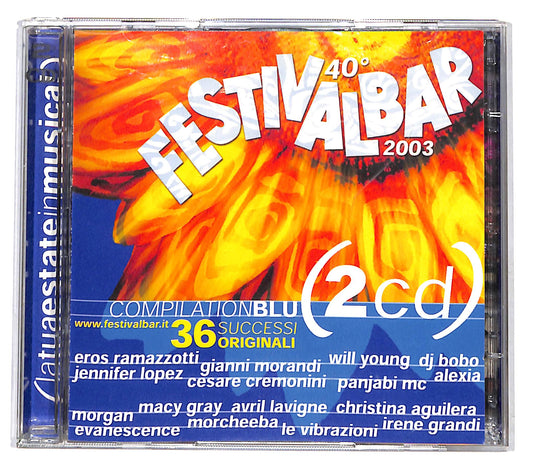 (latuaestateinmusica!)
40°
FESTIVALBAR
2003
COMPILATIONBLU
(2cd)
www.festivalbar.it 36 SUCCESSI ORIGINALI
eros ramazzotti gianni morandi will young dj bobo
jennifer lopez cesare cremonini panjabi mc alexia
morgan macy gray avril lavigne christina aguilera
evanescence morcheeba le vibrazioni irene grandi